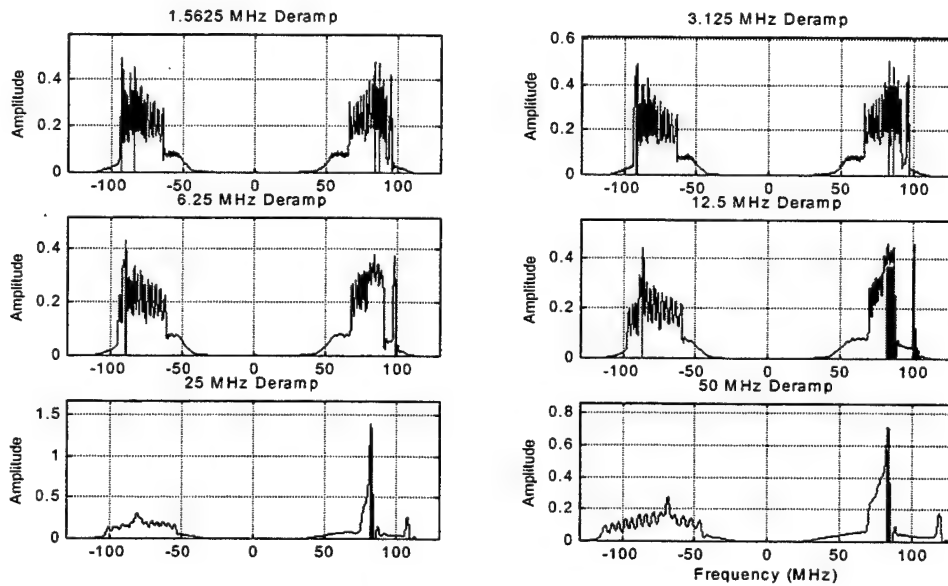 1.5625 MHz Deramp
Amplitude
0.4
0.2
0
-100 -50 0 50 100
3.125 MHz Deramp
Amplitude
0.6
0.4
0.2
0
-100 -50 0 50 100
6.25 MHz Deramp
Amplitude
0.4
0.2
0
-100 -50 0 50 100
12.5 MHz Deramp
Amplitude
0.4
0.2
0
-100 -50 0 50 100
25 MHz Deramp
Amplitude
1.5
1
0.5
0
-100 -50 0 50 100
50 MHz Deramp
Amplitude
0.8
0.6
0.4
0.2
0
-100 -50 0 50 100
Frequency (MHz)